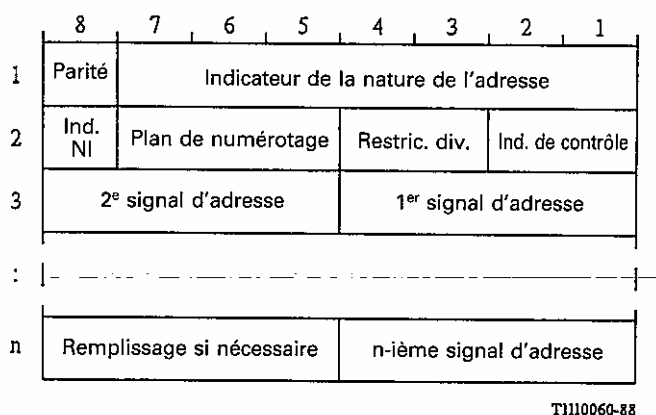 8 7 6 5 4 3 2 1
1 Parité Indicateur de la nature de l'adresse
2 Ind. NI Plan de numérotage Restric. div. Ind. de contrôle
3 2e signal d'adresse 1er signal d'adresse
:
n Remplissage si nécessaire n-ième signal d'adresse
T1110060-88